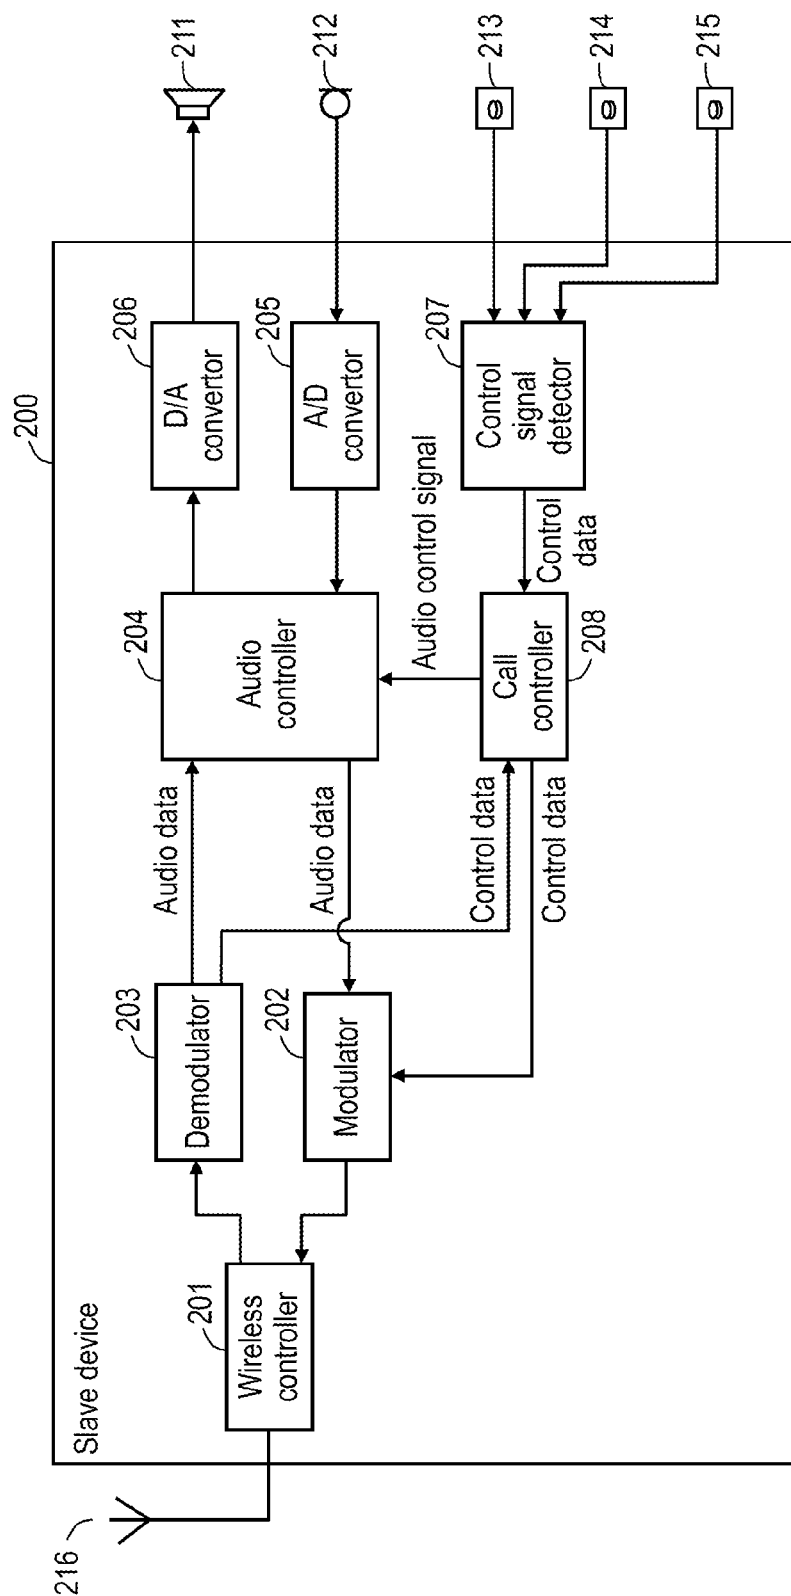 200
Slave device
216
201
Wireless
controller
203
Demodulator
202
Modulator
Audio data
Audio data
Control data
Control data
204
Audio
controller
Audio control signal
Call
controller
208
Control
data
206
D/A
convertor
205
A/D
convertor
207
Control
signal
detector
211
212
213
214
215